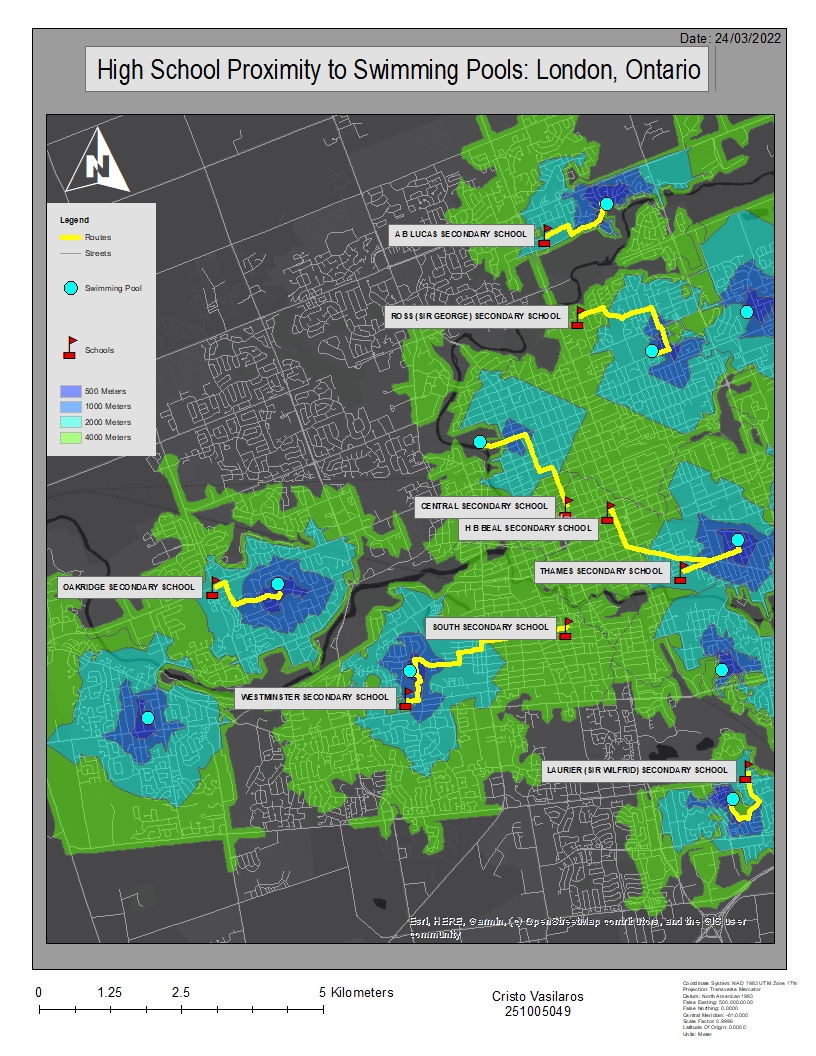 Date: 24/03/2022
High School Proximity to Swimming Pools: London, Ontario
N
Legend
Routes
Streets
Swimming Pool
Schools
500 Meters
1000 Meters
2000 Meters
4000 Meters
A B LUCAS SECONDARY SCHOOL
ROSS (SIR GEORGE) SECONDARY SCHOOL
CENTRAL SECONDARY SCHOOL
H B BEAL SECONDARY SCHOOL
THAMES SECONDARY SCHOOL
OAKRIDGE SECONDARY SCHOOL
SOUTH SECONDARY SCHOOL
WESTMINSTER SECONDARY SCHOOL
LAURIER (SIR WILFRID) SECONDARY SCHOOL
Esri, HERE, Garmin, (c) OpenStreetMap contributors, and the GIS user
community
0 1.25 2.5 5 Kilometers
Cristo Vasilaros
251005049
Coordinate System: NAD 1983 UTM Zone 17N
Projection: Transverse Mercator
Datum: North American 1983
False Easting: 500,000.0000
False Northing: 0.0000
Central Meridian: -81.0000
Scale Factor: 0.9996
Latitude Of Origin: 0.0000
Units: Meter